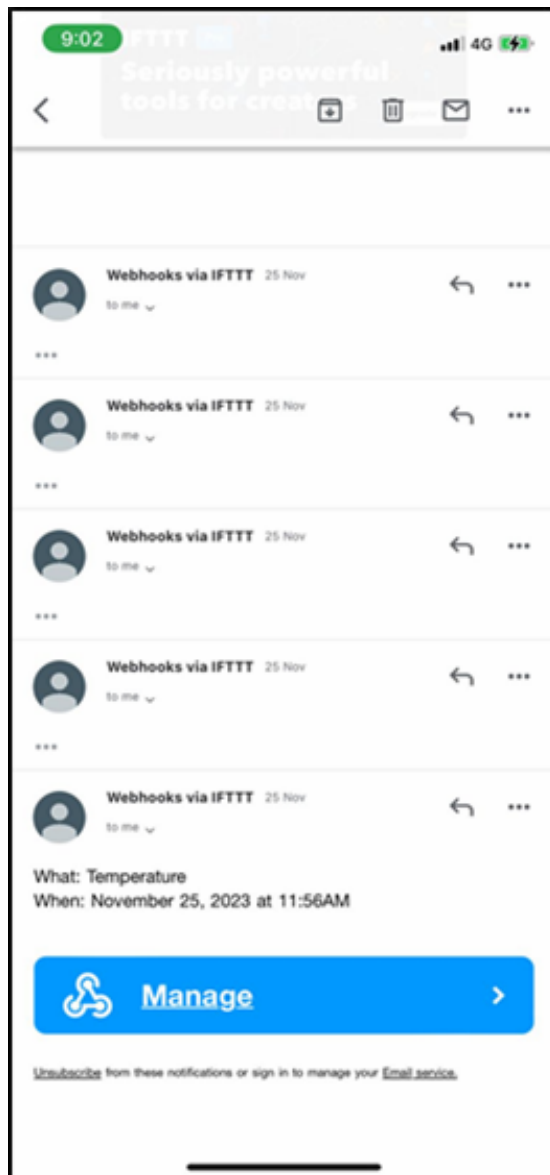 9:02
4G
IFTTT
Seriously powerful
tools for creators
Webhooks via IFTTT 25 Nov
to me
Webhooks via IFTTT 25 Nov
to me
Webhooks via IFTTT 25 Nov
to me
Webhooks via IFTTT 25 Nov
to me
Webhooks via IFTTT 25 Nov
to me
What: Temperature
When: November 25, 2023 at 11:56AM
Manage
Unsubscribe from these notifications or sign in to manage your Email service.